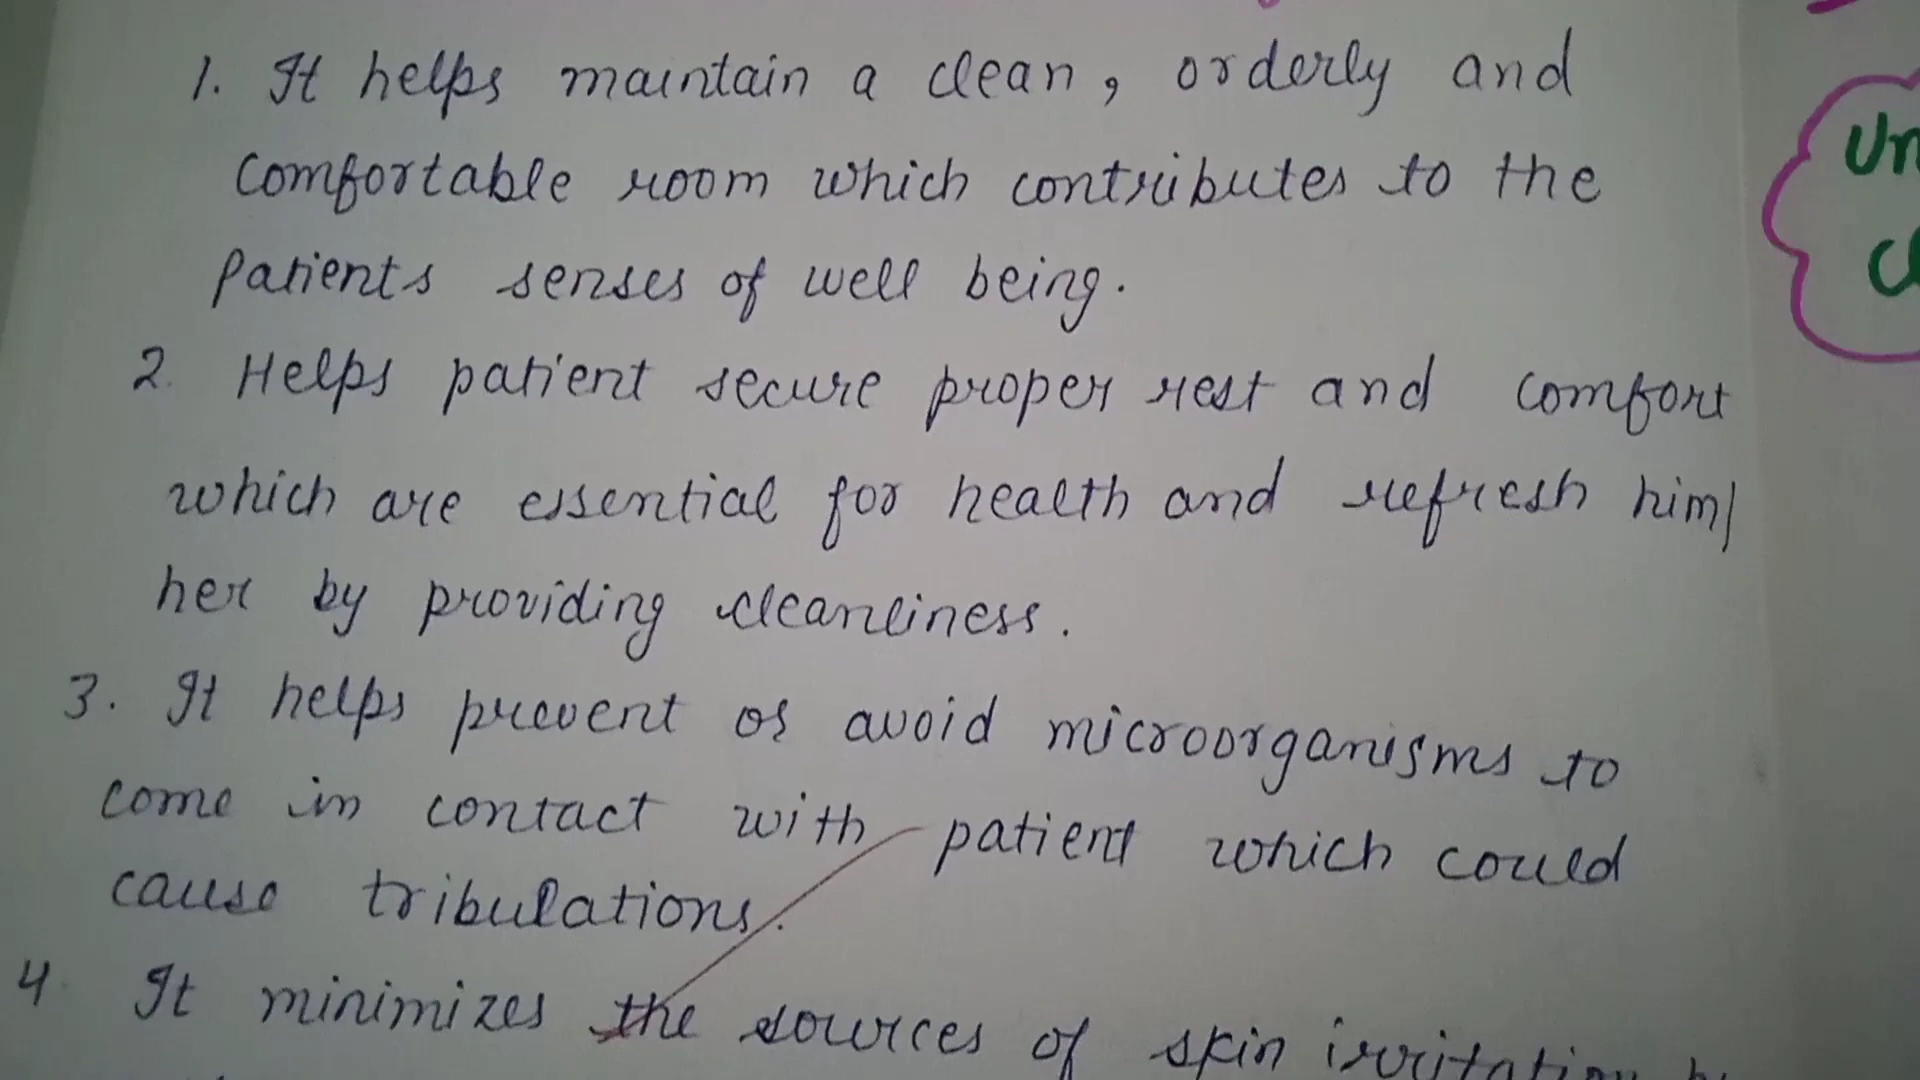 1. It helps maintain a clean, orderly and
comfortable room which contributes to the
patients senses of well being.
2. Helps patient secure proper rest and comfort
which are essential for health and refresh him/
her by providing cleanliness.
3. It helps prevent or avoid microorganisms to
come in contact with patient which could
cause tribulations.
4. It minimizes the sources of skin irritation